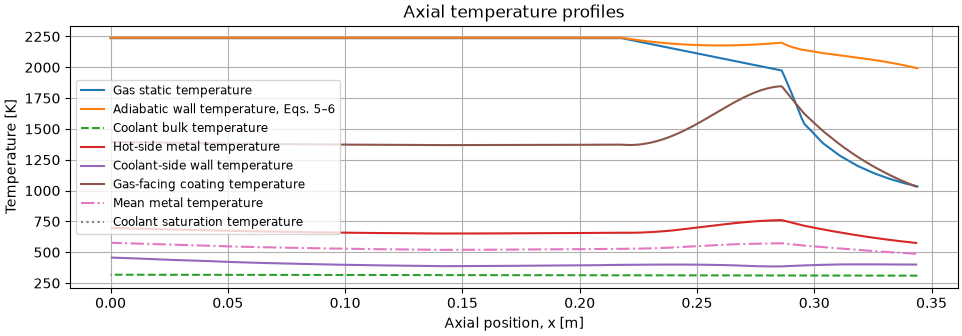 Axial temperature profiles
Temperature [K]
2250
2000
1750
1500
1250
1000
750
500
250
Gas static temperature
Adiabatic wall temperature, Eqs. 5–6
Coolant bulk temperature
Hot-side metal temperature
Coolant-side wall temperature
Gas-facing coating temperature
Mean metal temperature
Coolant saturation temperature
0.00
0.05
0.10
0.15
0.20
0.25
0.30
0.35
Axial position, x [m]